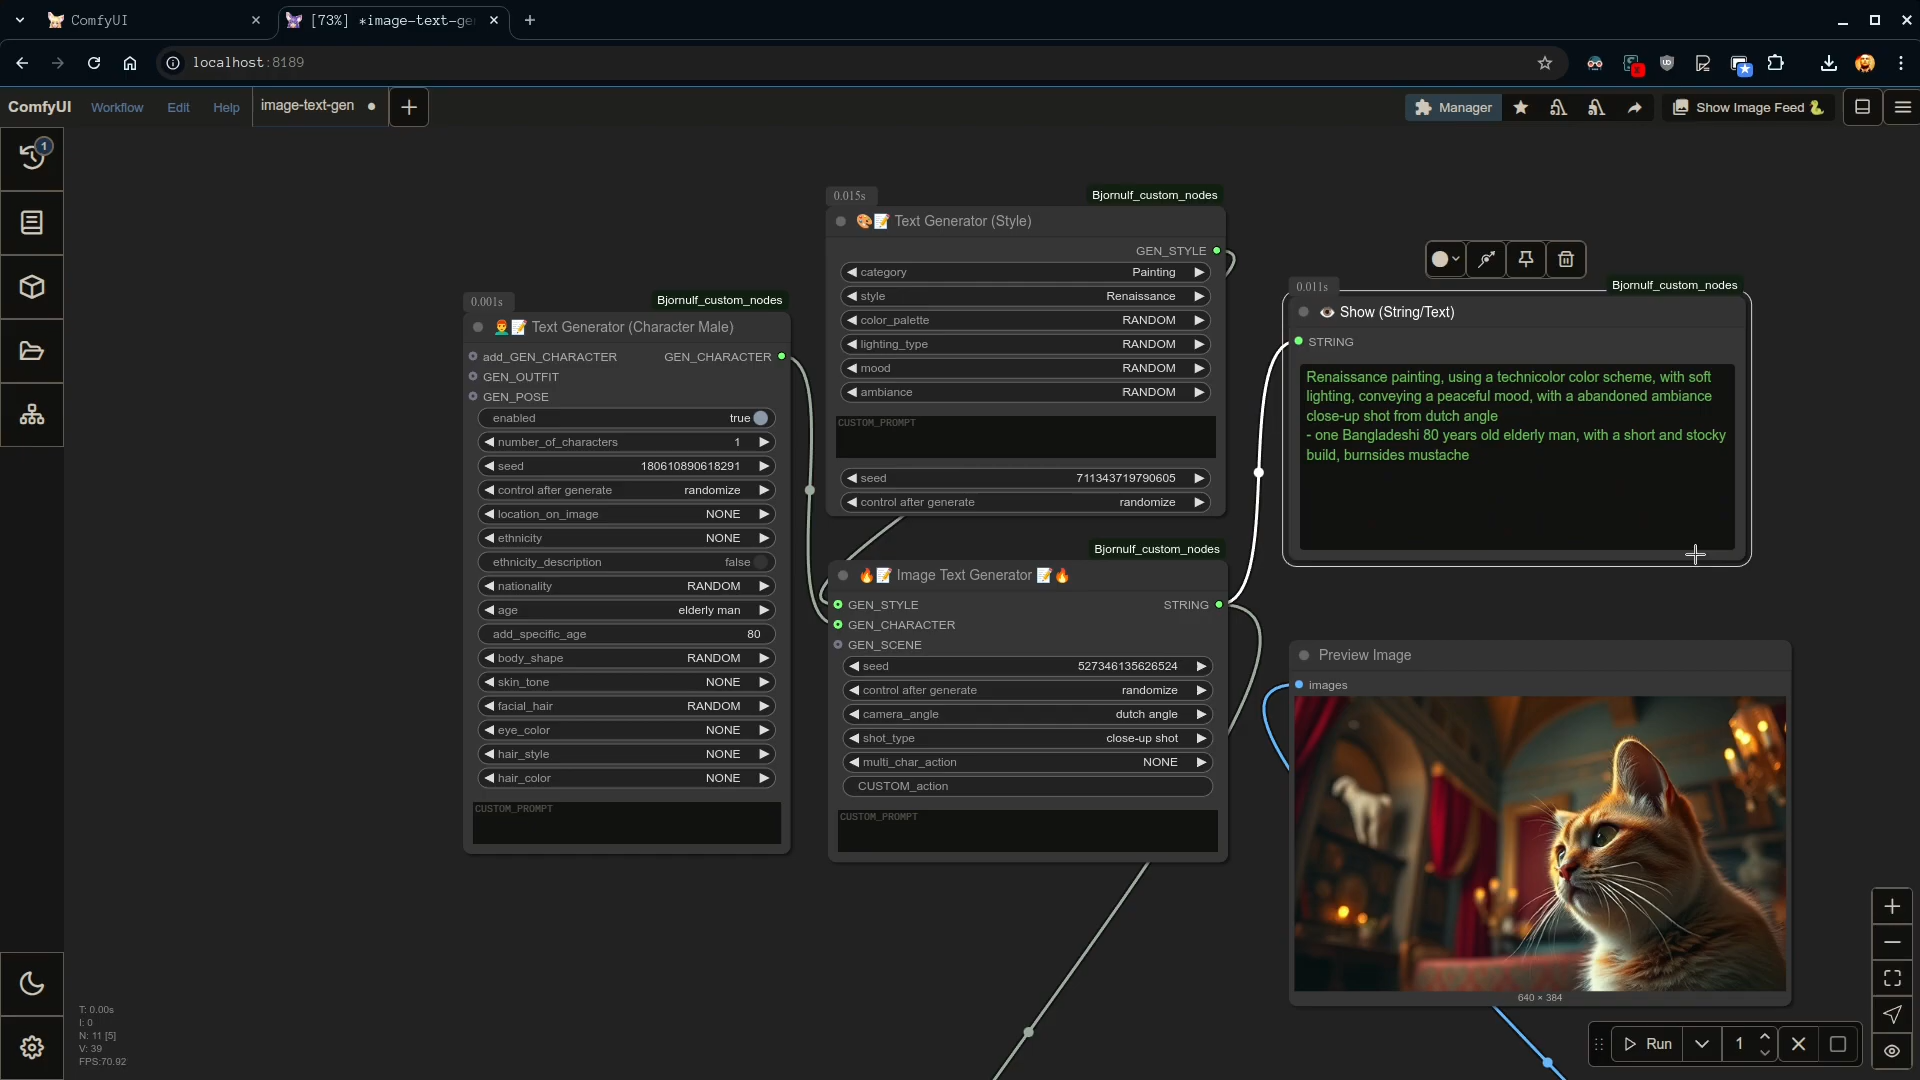 ComfyUI
[73%] *image-text-ge
localhost:8189
ComfyUI
Workflow
Edit
Help
image-text-gen
Manager
Show Image Feed
1
0.015s
Bjornulf_custom_nodes
Text Generator (Style)
GEN_STYLE
category
Painting
style
Renaissance
color_palette
RANDOM
lighting_type
RANDOM
mood
RANDOM
ambiance
RANDOM
CUSTOM_PROMPT
seed
711343719790605
control after generate
randomize
0.001s
Bjornulf_custom_nodes
Text Generator (Character Male)
add_GEN_CHARACTER
GEN_CHARACTER
GEN_OUTFIT
GEN_POSE
enabled
true
number_of_characters
1
seed
180610890618291
control after generate
randomize
location_on_image
NONE
ethnicity
NONE
ethnicity_description
false
nationality
RANDOM
age
elderly man
add_specific_age
80
body_shape
RANDOM
skin_tone
NONE
facial_hair
RANDOM
eye_color
NONE
hair_style
NONE
hair_color
NONE
CUSTOM_PROMPT
Bjornulf_custom_nodes
Image Text Generator
GEN_STYLE
STRING
GEN_CHARACTER
GEN_SCENE
seed
527346135626524
control after generate
randomize
camera_angle
dutch angle
shot_type
close-up shot
multi_char_action
NONE
CUSTOM_action
CUSTOM_PROMPT
0.011s
Bjornulf_custom_nodes
Show (String/Text)
STRING
Renaissance painting, using a technicolor color scheme, with soft
lighting, conveying a peaceful mood, with a abandoned ambiance
close-up shot from dutch angle
- one Bangladeshi 80 years old elderly man, with a short and stocky
build, burnsides mustache
Preview Image
images
640 × 384
T: 0.00s
I: 0
N: 11 [5]
V: 39
FPS:70.92
Run
1